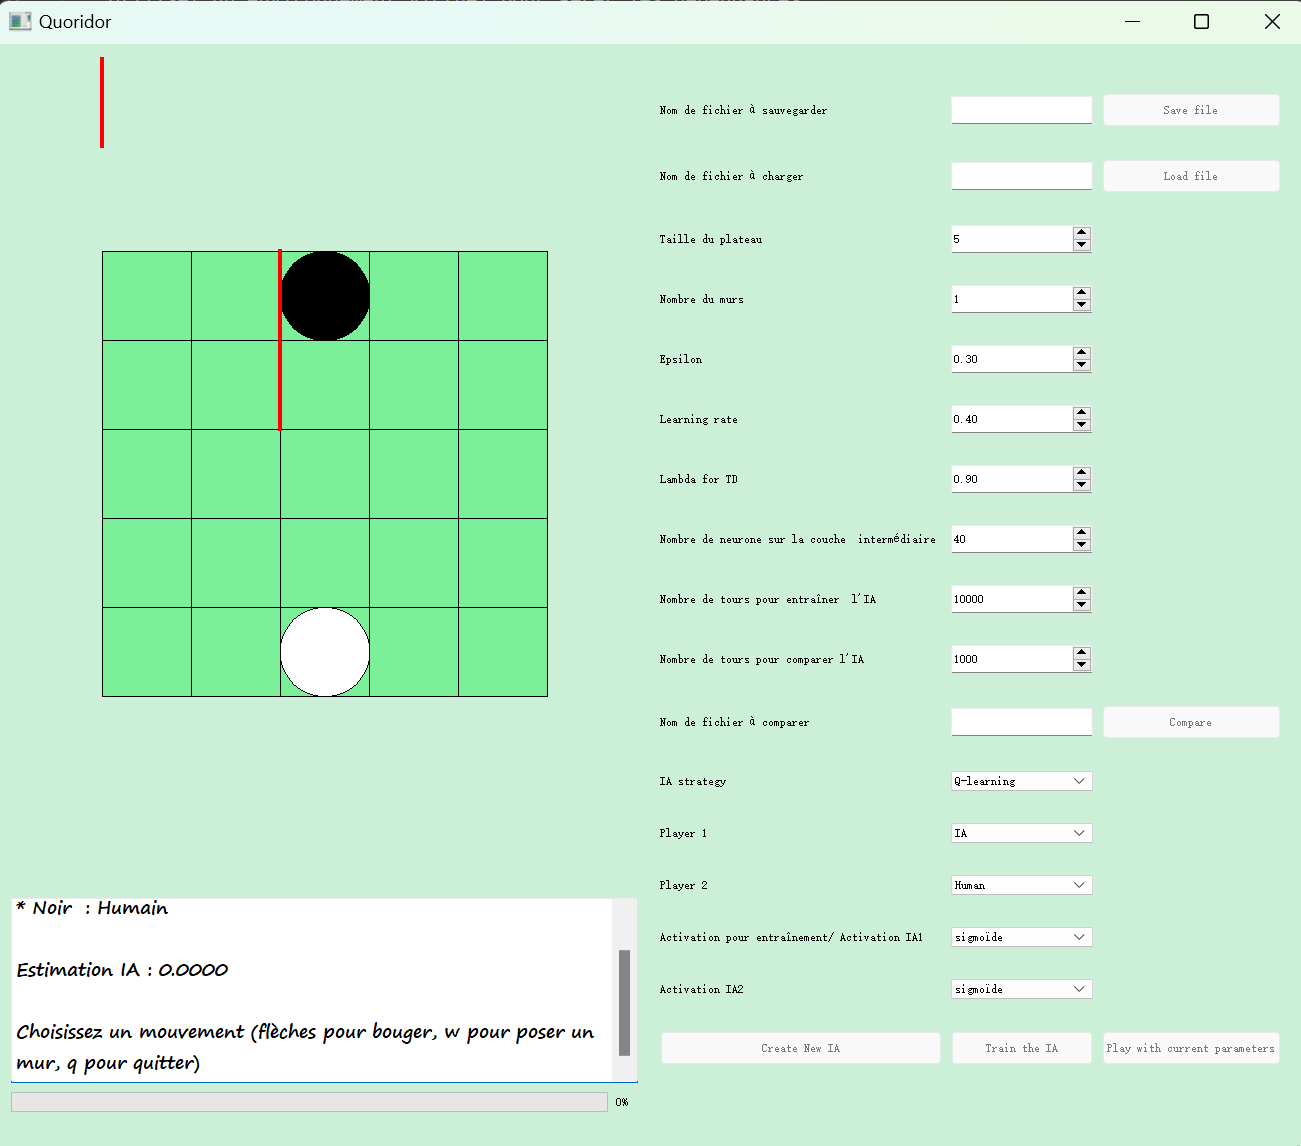 Quoridor
Nom de fichier à sauvegarder
Save file
Nom de fichier à charger
Load file
Taille du plateau
5
Nombre du murs
1
Epsilon
0.30
Learning rate
0.40
Lambda for TD
0.90
Nombre de neurone sur la couche  intermédiaire
40
Nombre de tours pour entraîner  l'IA
10000
Nombre de tours pour comparer l'IA
1000
Nom de fichier à comparer
Compare
IA strategy
Q-learning
Player 1
IA
Player 2
Human
Activation pour entraînement/ Activation IA1
sigmoïde
Activation IA2
sigmoïde
Create New IA
Train the IA
Play with current parameters
* Noir  : Humain
Estimation IA : 0.0000
Choisissez un mouvement (flèches pour bouger, w pour poser un
mur, q pour quitter)
0%